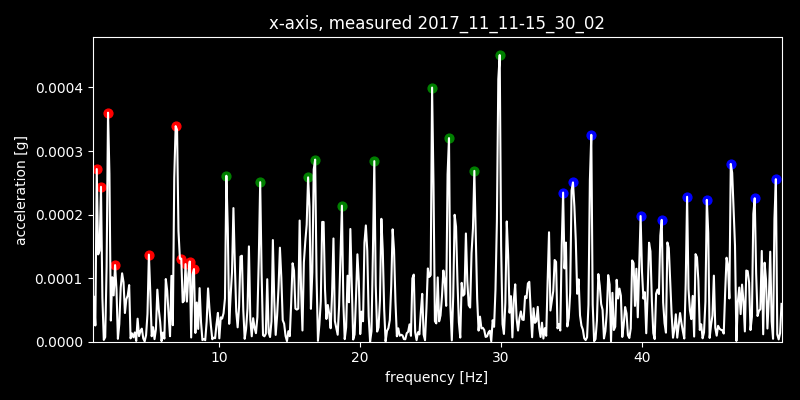 x-axis, measured 2017_11_11-15_30_02
0.0004
0.0003
0.0002
0.0001
0.0000
acceleration [g]
10 20 30 40
frequency [Hz]